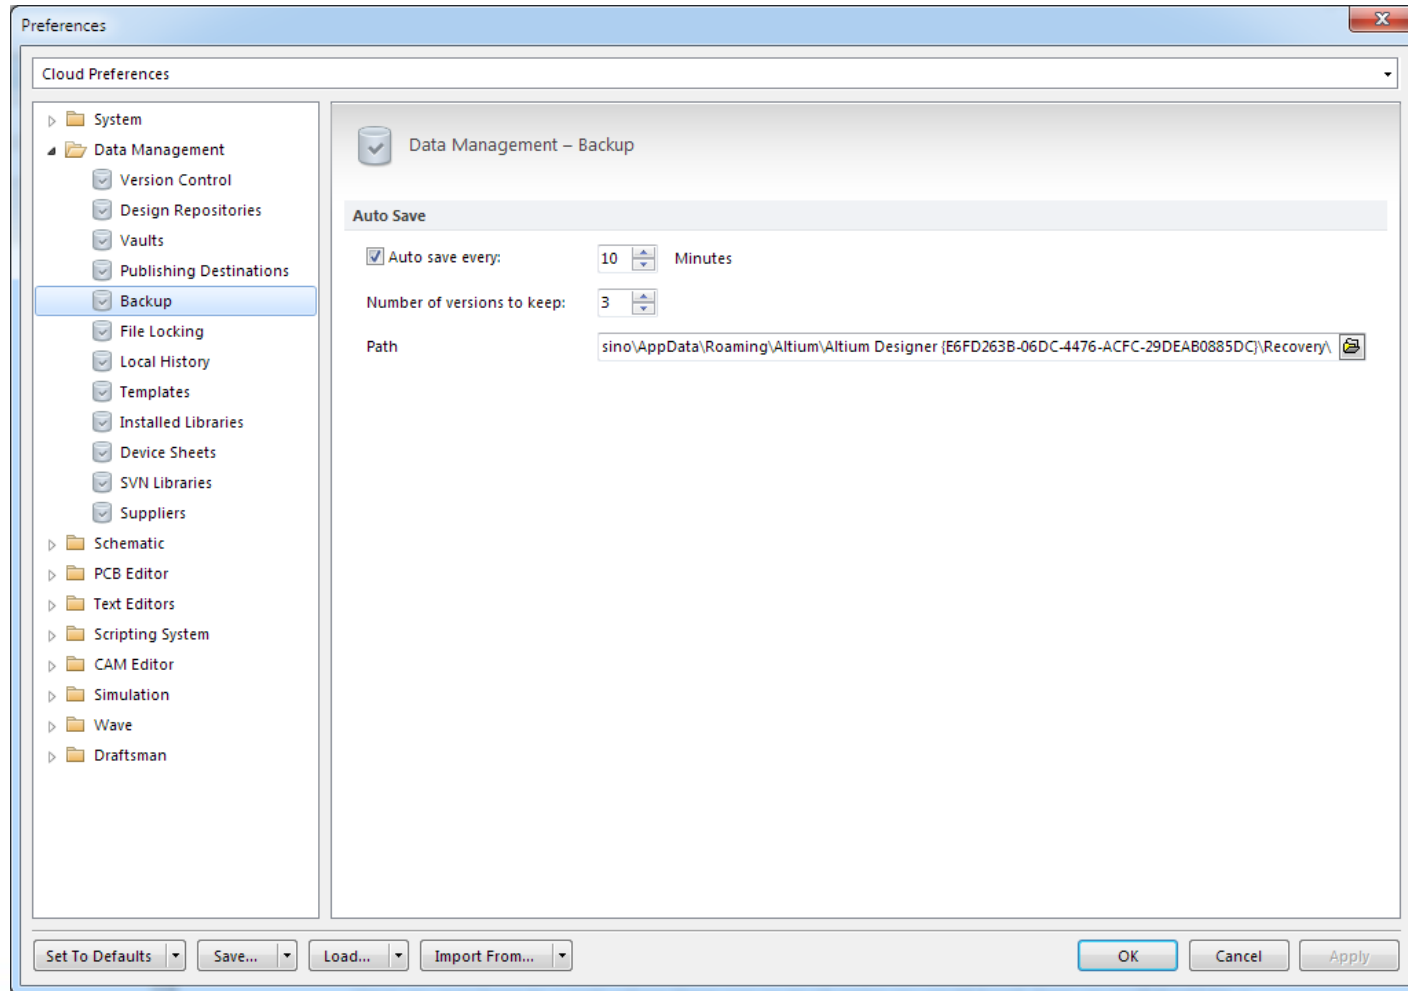 Preferences
Cloud Preferences
System
Data Management
Version Control
Design Repositories
Vaults
Publishing Destinations
Backup
File Locking
Local History
Templates
Installed Libraries
Device Sheets
SVN Libraries
Suppliers
Schematic
PCB Editor
Text Editors
Scripting System
CAM Editor
Simulation
Wave
Draftsman
Data Management – Backup
Auto Save
Auto save every: 10 Minutes
Number of versions to keep: 3
Path sino\AppData\Roaming\Altium\Altium Designer {E6FD263B-06DC-4476-ACFC-29DEAB0885DC}\Recovery\
Set To Defaults Save... Load... Import From... OK Cancel Apply